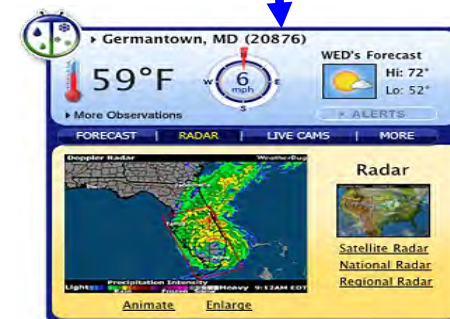 Germantown, MD (20876)
59°F
W
E
S
6
mph
WED's Forecast
Hi: 72°
Lo: 52°
More Observations
ALERTS
FORECAST | RADAR | LIVE CAMS | MORE
Doppler Radar
WeatherBug
Radar
Satellite Radar
National Radar
Regional Radar
Precipitation Intensity
Light
Heavy 9:12AM EDT
Animate
Enlarge